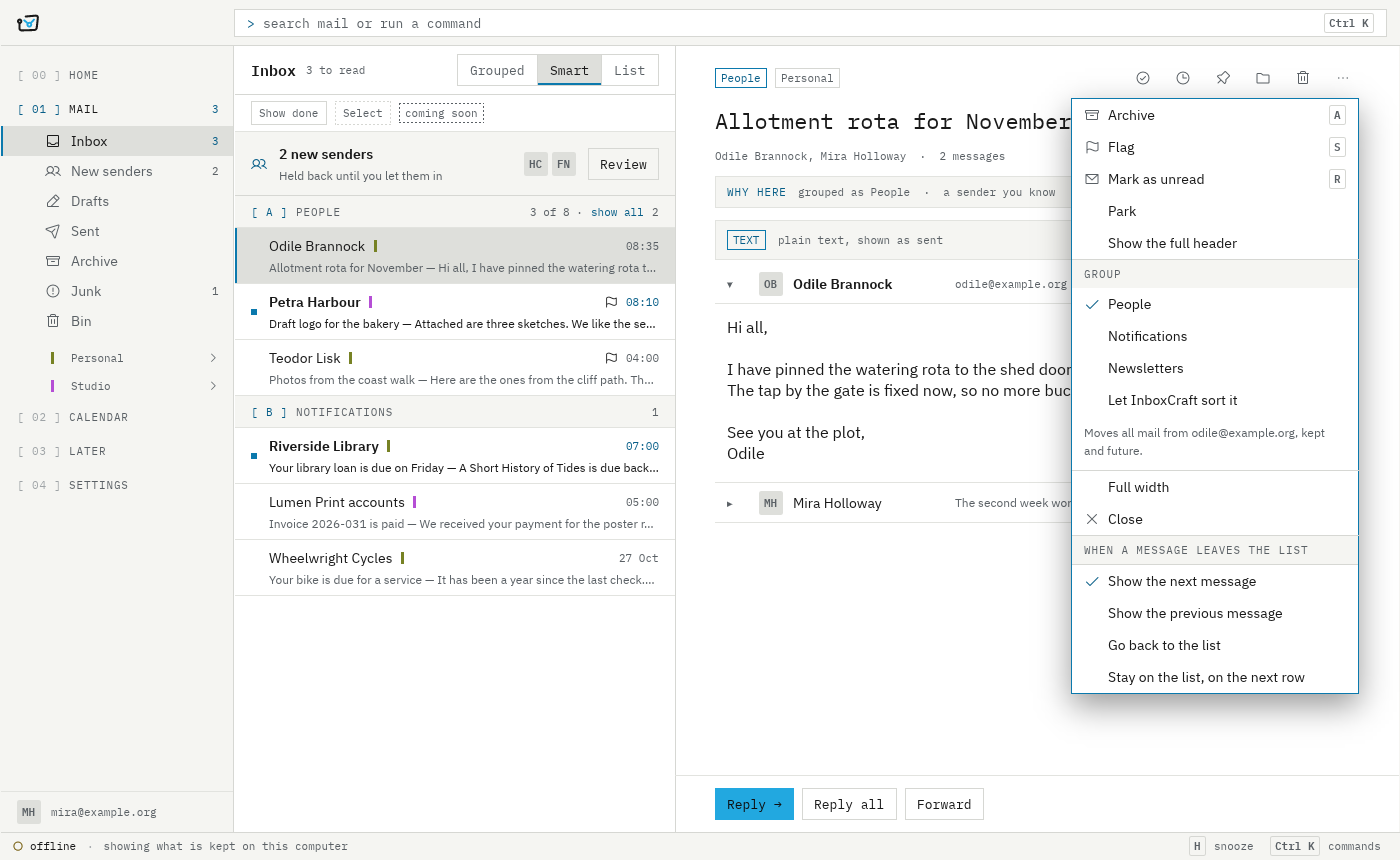 > search mail or run a command
Ctrl K
[ 00 ] HOME
[ 01 ] MAIL 3
Inbox 3
New senders 2
Drafts
Sent
Archive
Junk 1
Bin
Personal
Studio
[ 02 ] CALENDAR
[ 03 ] LATER
[ 04 ] SETTINGS
MH mira@example.org
Inbox 3 to read
Grouped Smart List
Show done Select coming soon
2 new senders
Held back until you let them in
HC FN Review
[ A ] PEOPLE 3 of 8 · show all 2
Odile Brannock 08:35
Allotment rota for November — Hi all, I have pinned the watering rota t…
Petra Harbour 08:10
Draft logo for the bakery — Attached are three sketches. We like the se…
Teodor Lisk 04:00
Photos from the coast walk — Here are the ones from the cliff path. Th…
[ B ] NOTIFICATIONS 1
Riverside Library 07:00
Your library loan is due on Friday — A Short History of Tides is due back…
Lumen Print accounts 05:00
Invoice 2026-031 is paid — We received your payment for the poster r…
Wheelwright Cycles 27 Oct
Your bike is due for a service — It has been a year since the last check.…
People Personal
Allotment rota for November
Odile Brannock, Mira Holloway · 2 messages
WHY HERE grouped as People · a sender you know
TEXT plain text, shown as sent
▾ OB Odile Brannock odile@example.org
Hi all,
I have pinned the watering rota to the shed door
The tap by the gate is fixed now, so no more buc
See you at the plot,
Odile
▸ MH Mira Holloway The second week wor
Archive A
Flag S
Mark as unread R
Park
Show the full header
GROUP
People
Notifications
Newsletters
Let InboxCraft sort it
Moves all mail from odile@example.org, kept
and future.
Full width
Close
WHEN A MESSAGE LEAVES THE LIST
Show the next message
Show the previous message
Go back to the list
Stay on the list, on the next row
Reply → Reply all Forward
offline · showing what is kept on this computer
H snooze Ctrl K commands